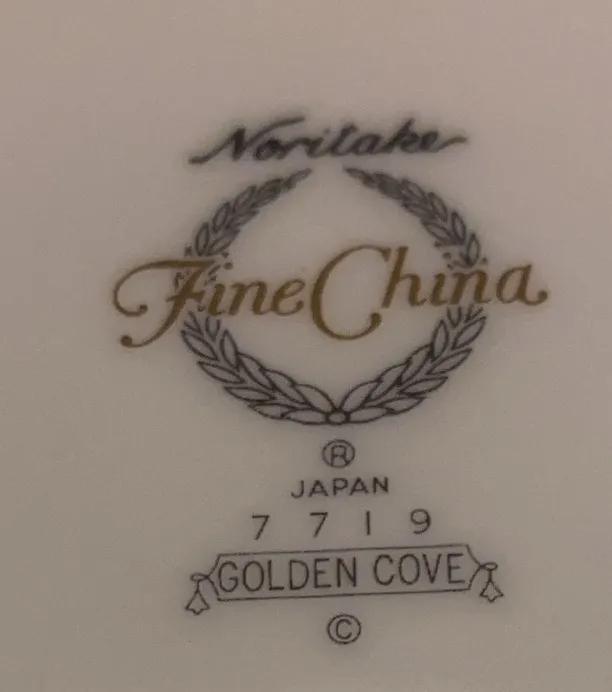 Noritake
Fine China
®
JAPAN
7719
GOLDEN COVE
©